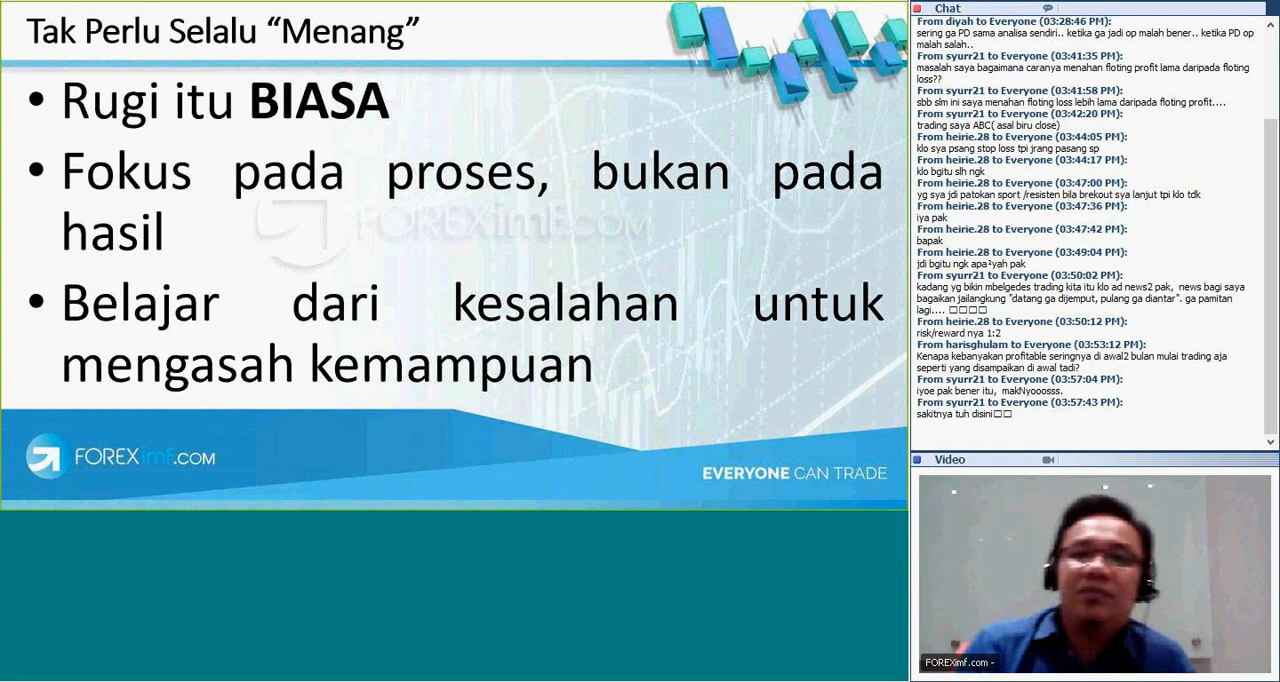 Tak Perlu Selalu “Menang”
• Rugi itu BIASA
• Fokus pada proses, bukan pada
hasil
• Belajar dari kesalahan untuk
mengasah kemampuan
FOREXimf.COM
FOREXimf.COM
EVERYONE CAN TRADE
Chat
From diyah to Everyone (03:28:46 PM):
sering ga PD sama analisa sendiri.. ketika ga jadi op malah bener.. ketika PD op
malah salah..
From syurr21 to Everyone (03:41:35 PM):
masalah saya bagaimana caranya menahan floting profit lama daripada floting
loss??
From syurr21 to Everyone (03:41:58 PM):
sbb slm ini saya menahan floting loss lebih lama daripada floting profit....
From syurr21 to Everyone (03:42:20 PM):
trading saya ABC( asal biru close)
From heirie.28 to Everyone (03:44:05 PM):
klo sya psang stop loss tpi jrang pasang sp
From heirie.28 to Everyone (03:44:17 PM):
klo bgitu slh ngk
From heirie.28 to Everyone (03:47:00 PM):
yg sya jdi patokan sport /resisten bila brekout sya lanjut tpi klo tdk
From heirie.28 to Everyone (03:47:36 PM):
iya pak
From heirie.28 to Everyone (03:47:42 PM):
bapak
From heirie.28 to Everyone (03:49:04 PM):
jdi bgitu ngk apa²yah pak
From syurr21 to Everyone (03:50:02 PM):
kadang yg bikin mbelgedes trading kita itu klo ad news2 pak, news bagi saya
bagaikan jailangkung "datang ga dijemput, pulang ga diantar". ga pamitan
lagi.... □□□□
From heirie.28 to Everyone (03:50:12 PM):
risk/reward nya 1:2
From harisghulam to Everyone (03:53:12 PM):
Kenapa kebanyakan profitable seringnya di awal2 bulan mulai trading aja
seperti yang disampaikan di awal tadi?
From syurr21 to Everyone (03:57:04 PM):
iyoe pak bener itu, makNyooosss.
From syurr21 to Everyone (03:57:43 PM):
sakitnya tuh disini□□
Video
FOREXimf.com -